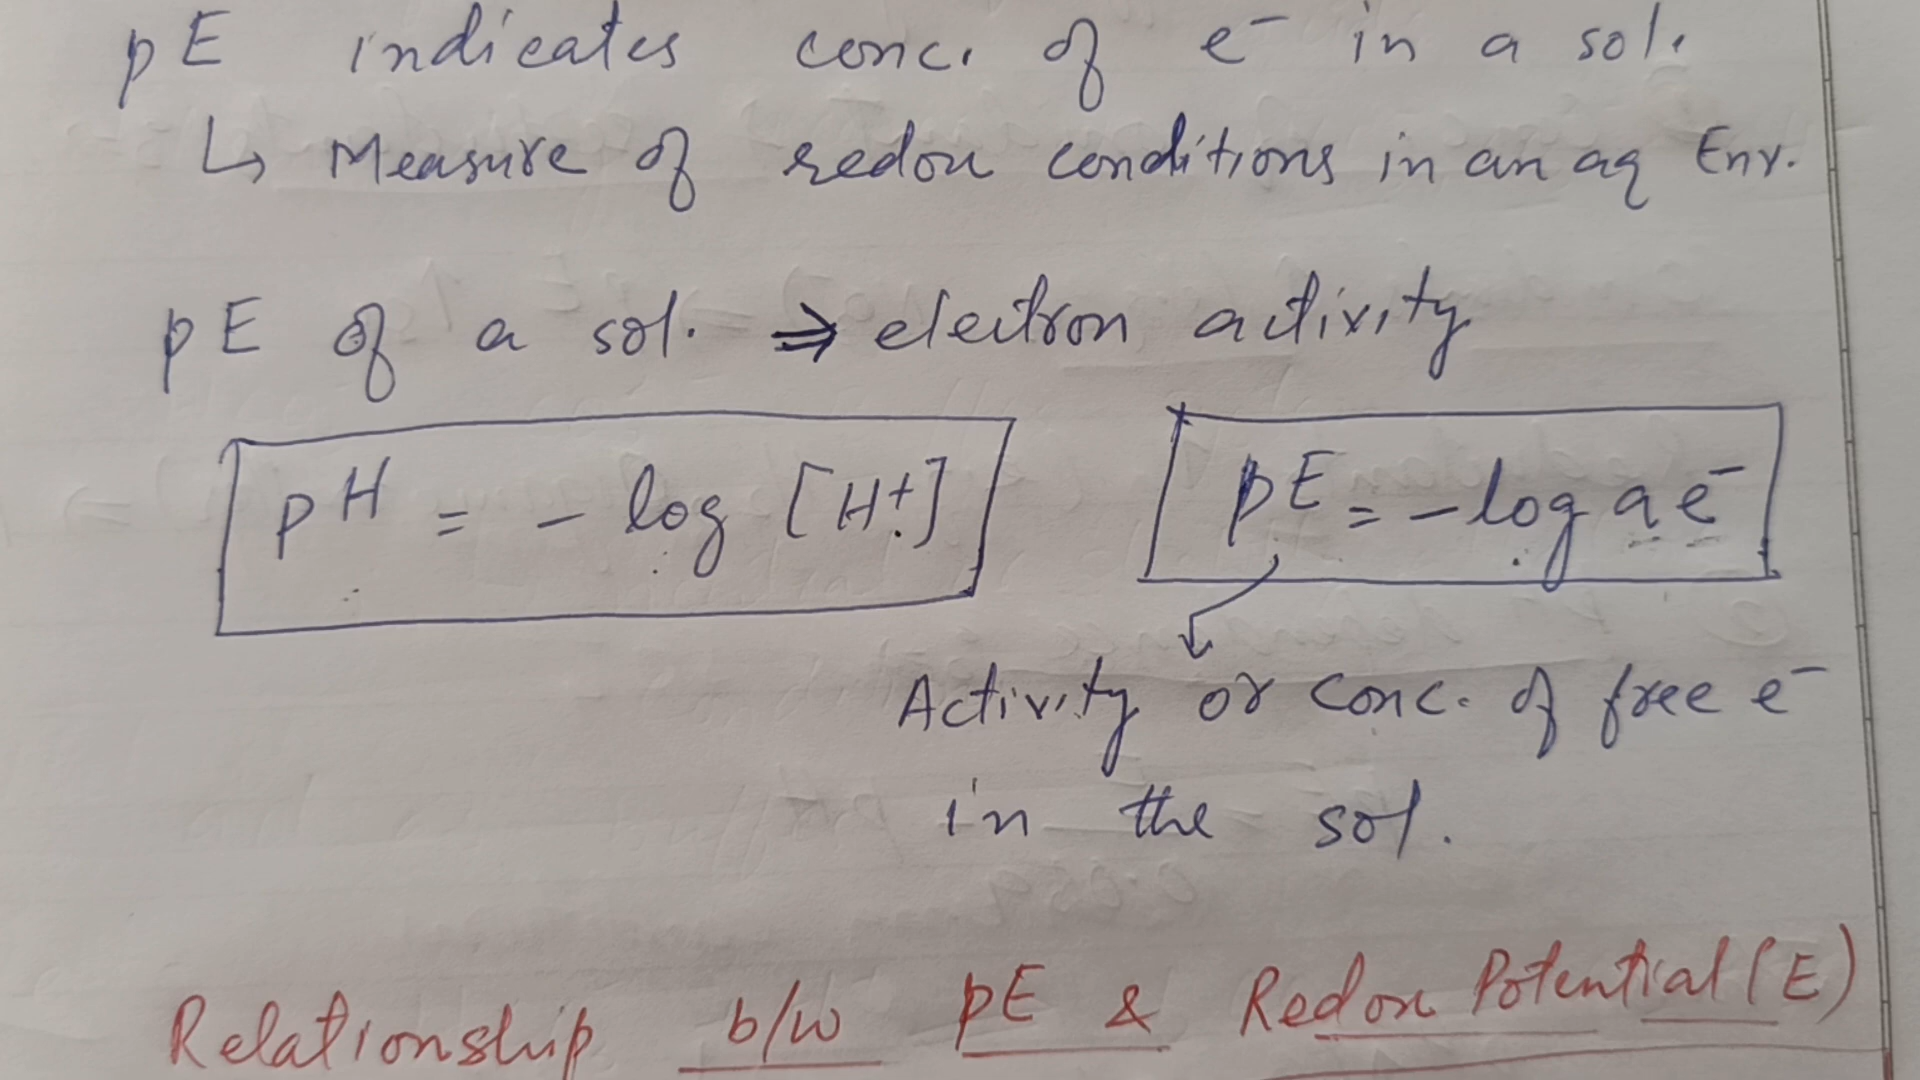 pE indicates conc. of e⁻ in a sol.
↳ Measure of redox conditions in an aq Env.
pE of a sol. ⇒ electron activity
pH = - log [H⁺] pE = - log a e⁻
Activity or conc. of free e⁻
in the sol.
Relationship b/w pE & Redox Potential (E)